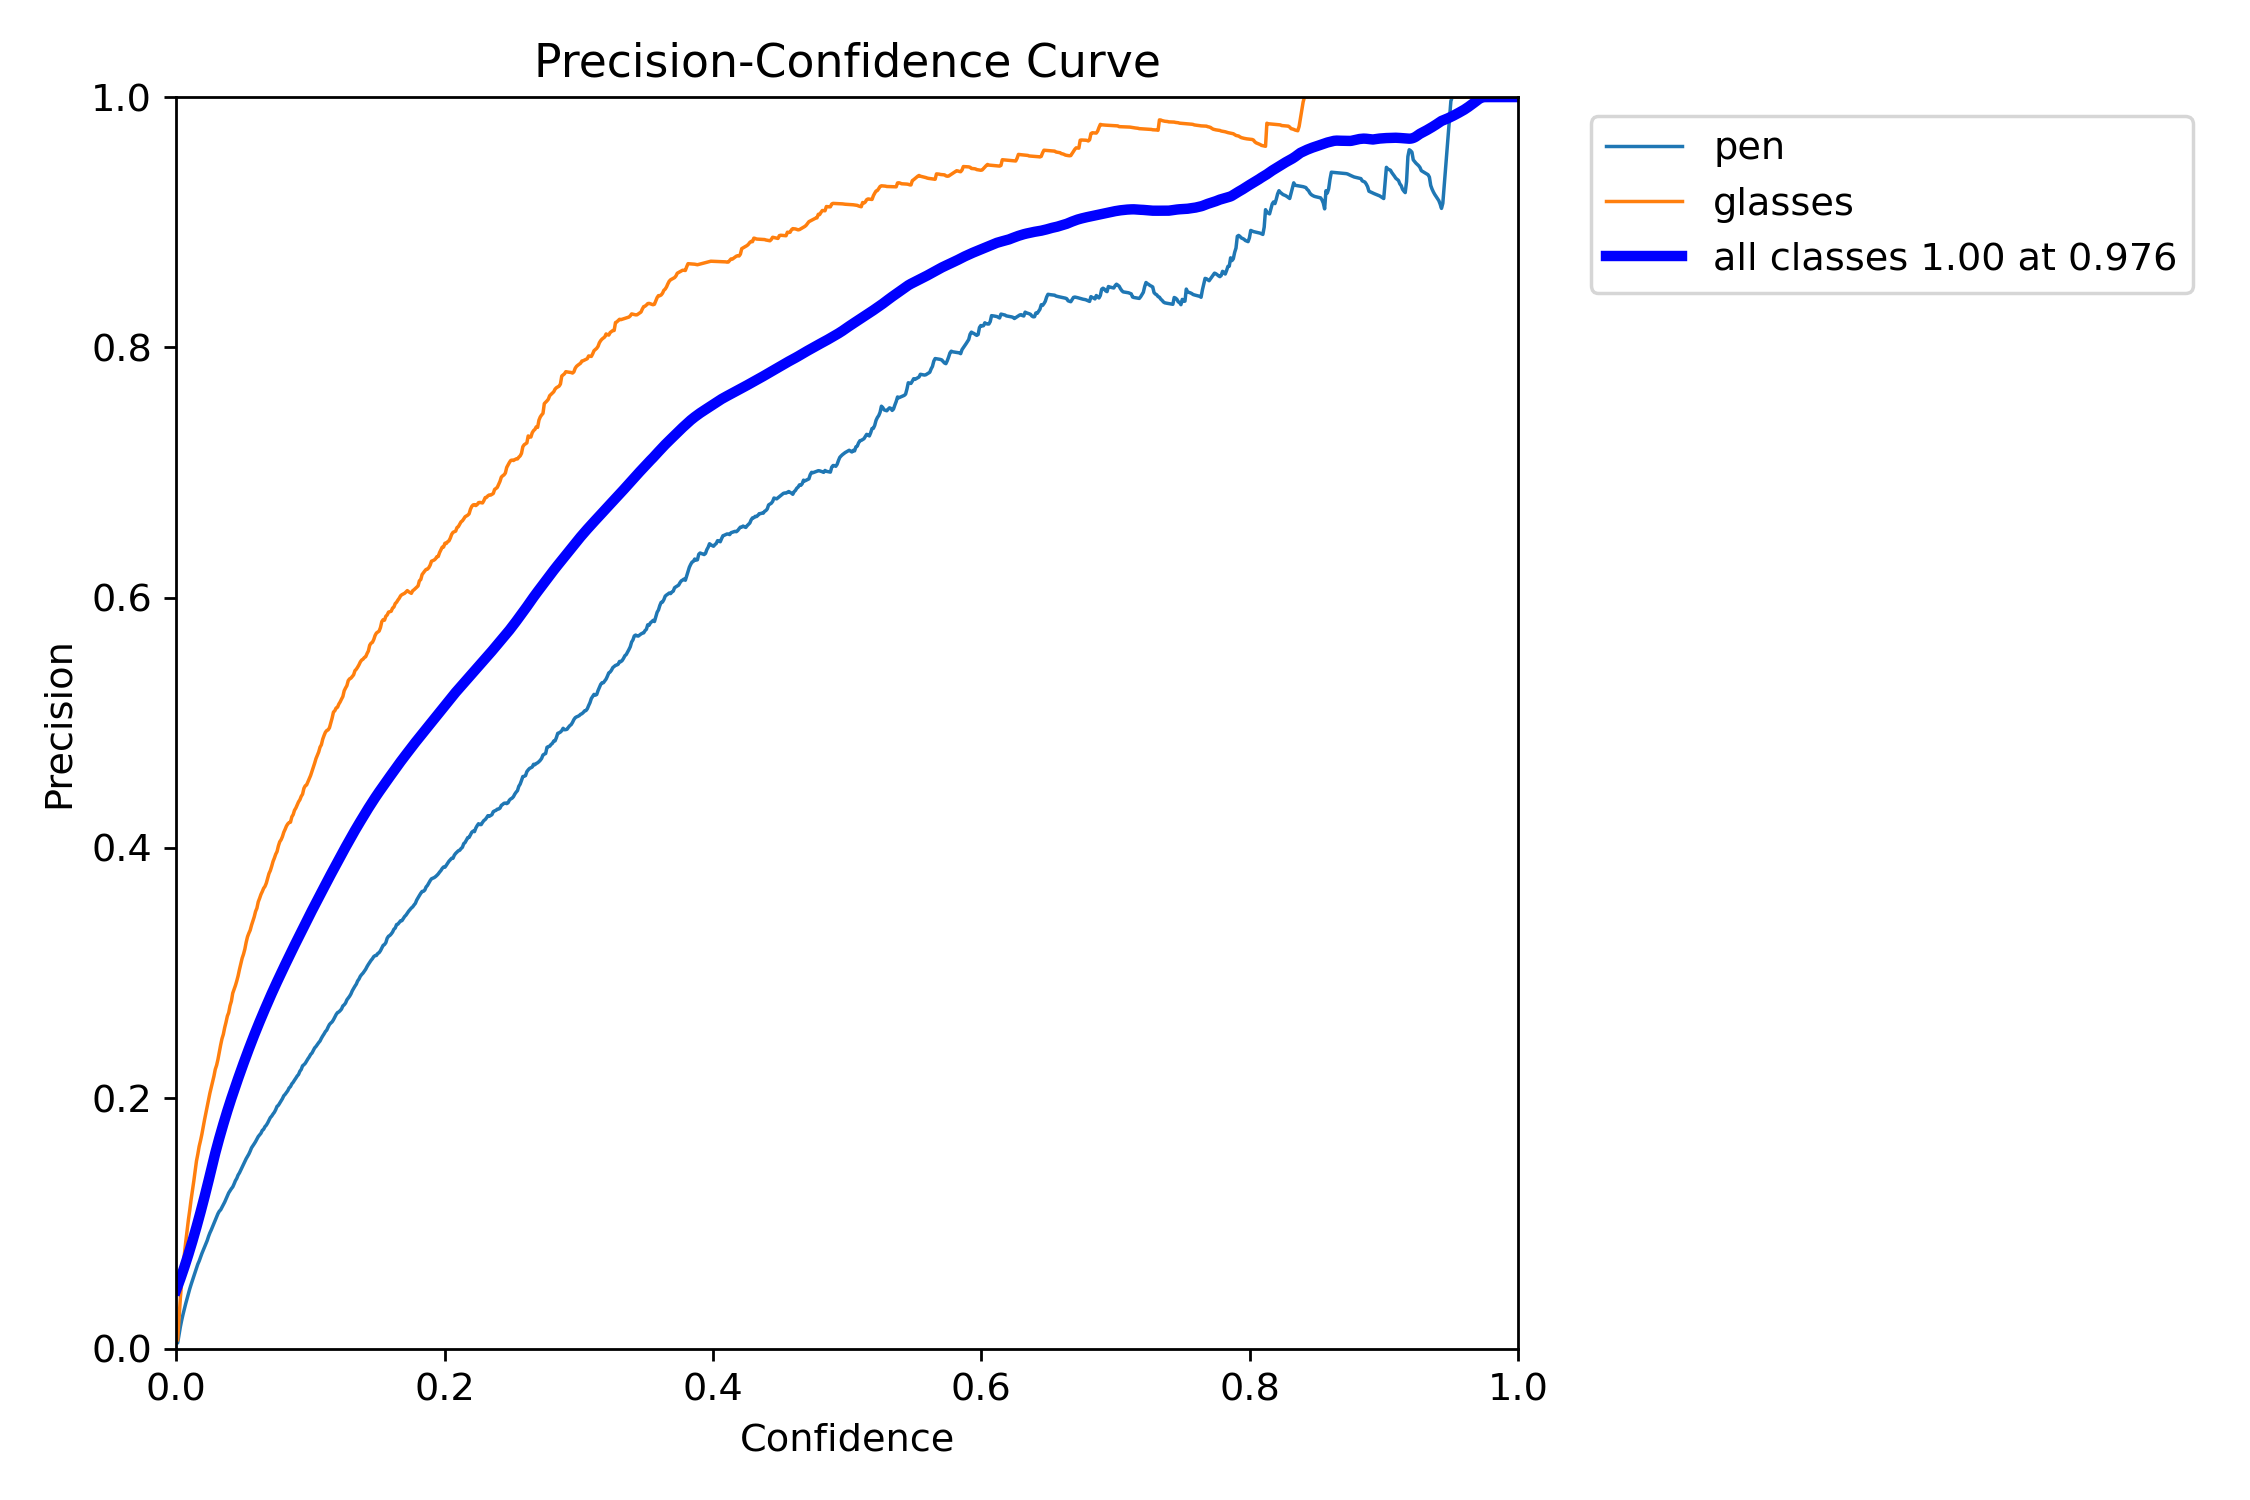 Precision-Confidence Curve
pen
glasses
all classes 1.00 at 0.976
Precision
1.0
0.8
0.6
0.4
0.2
0.0
0.0 0.2 0.4 0.6 0.8 1.0
Confidence